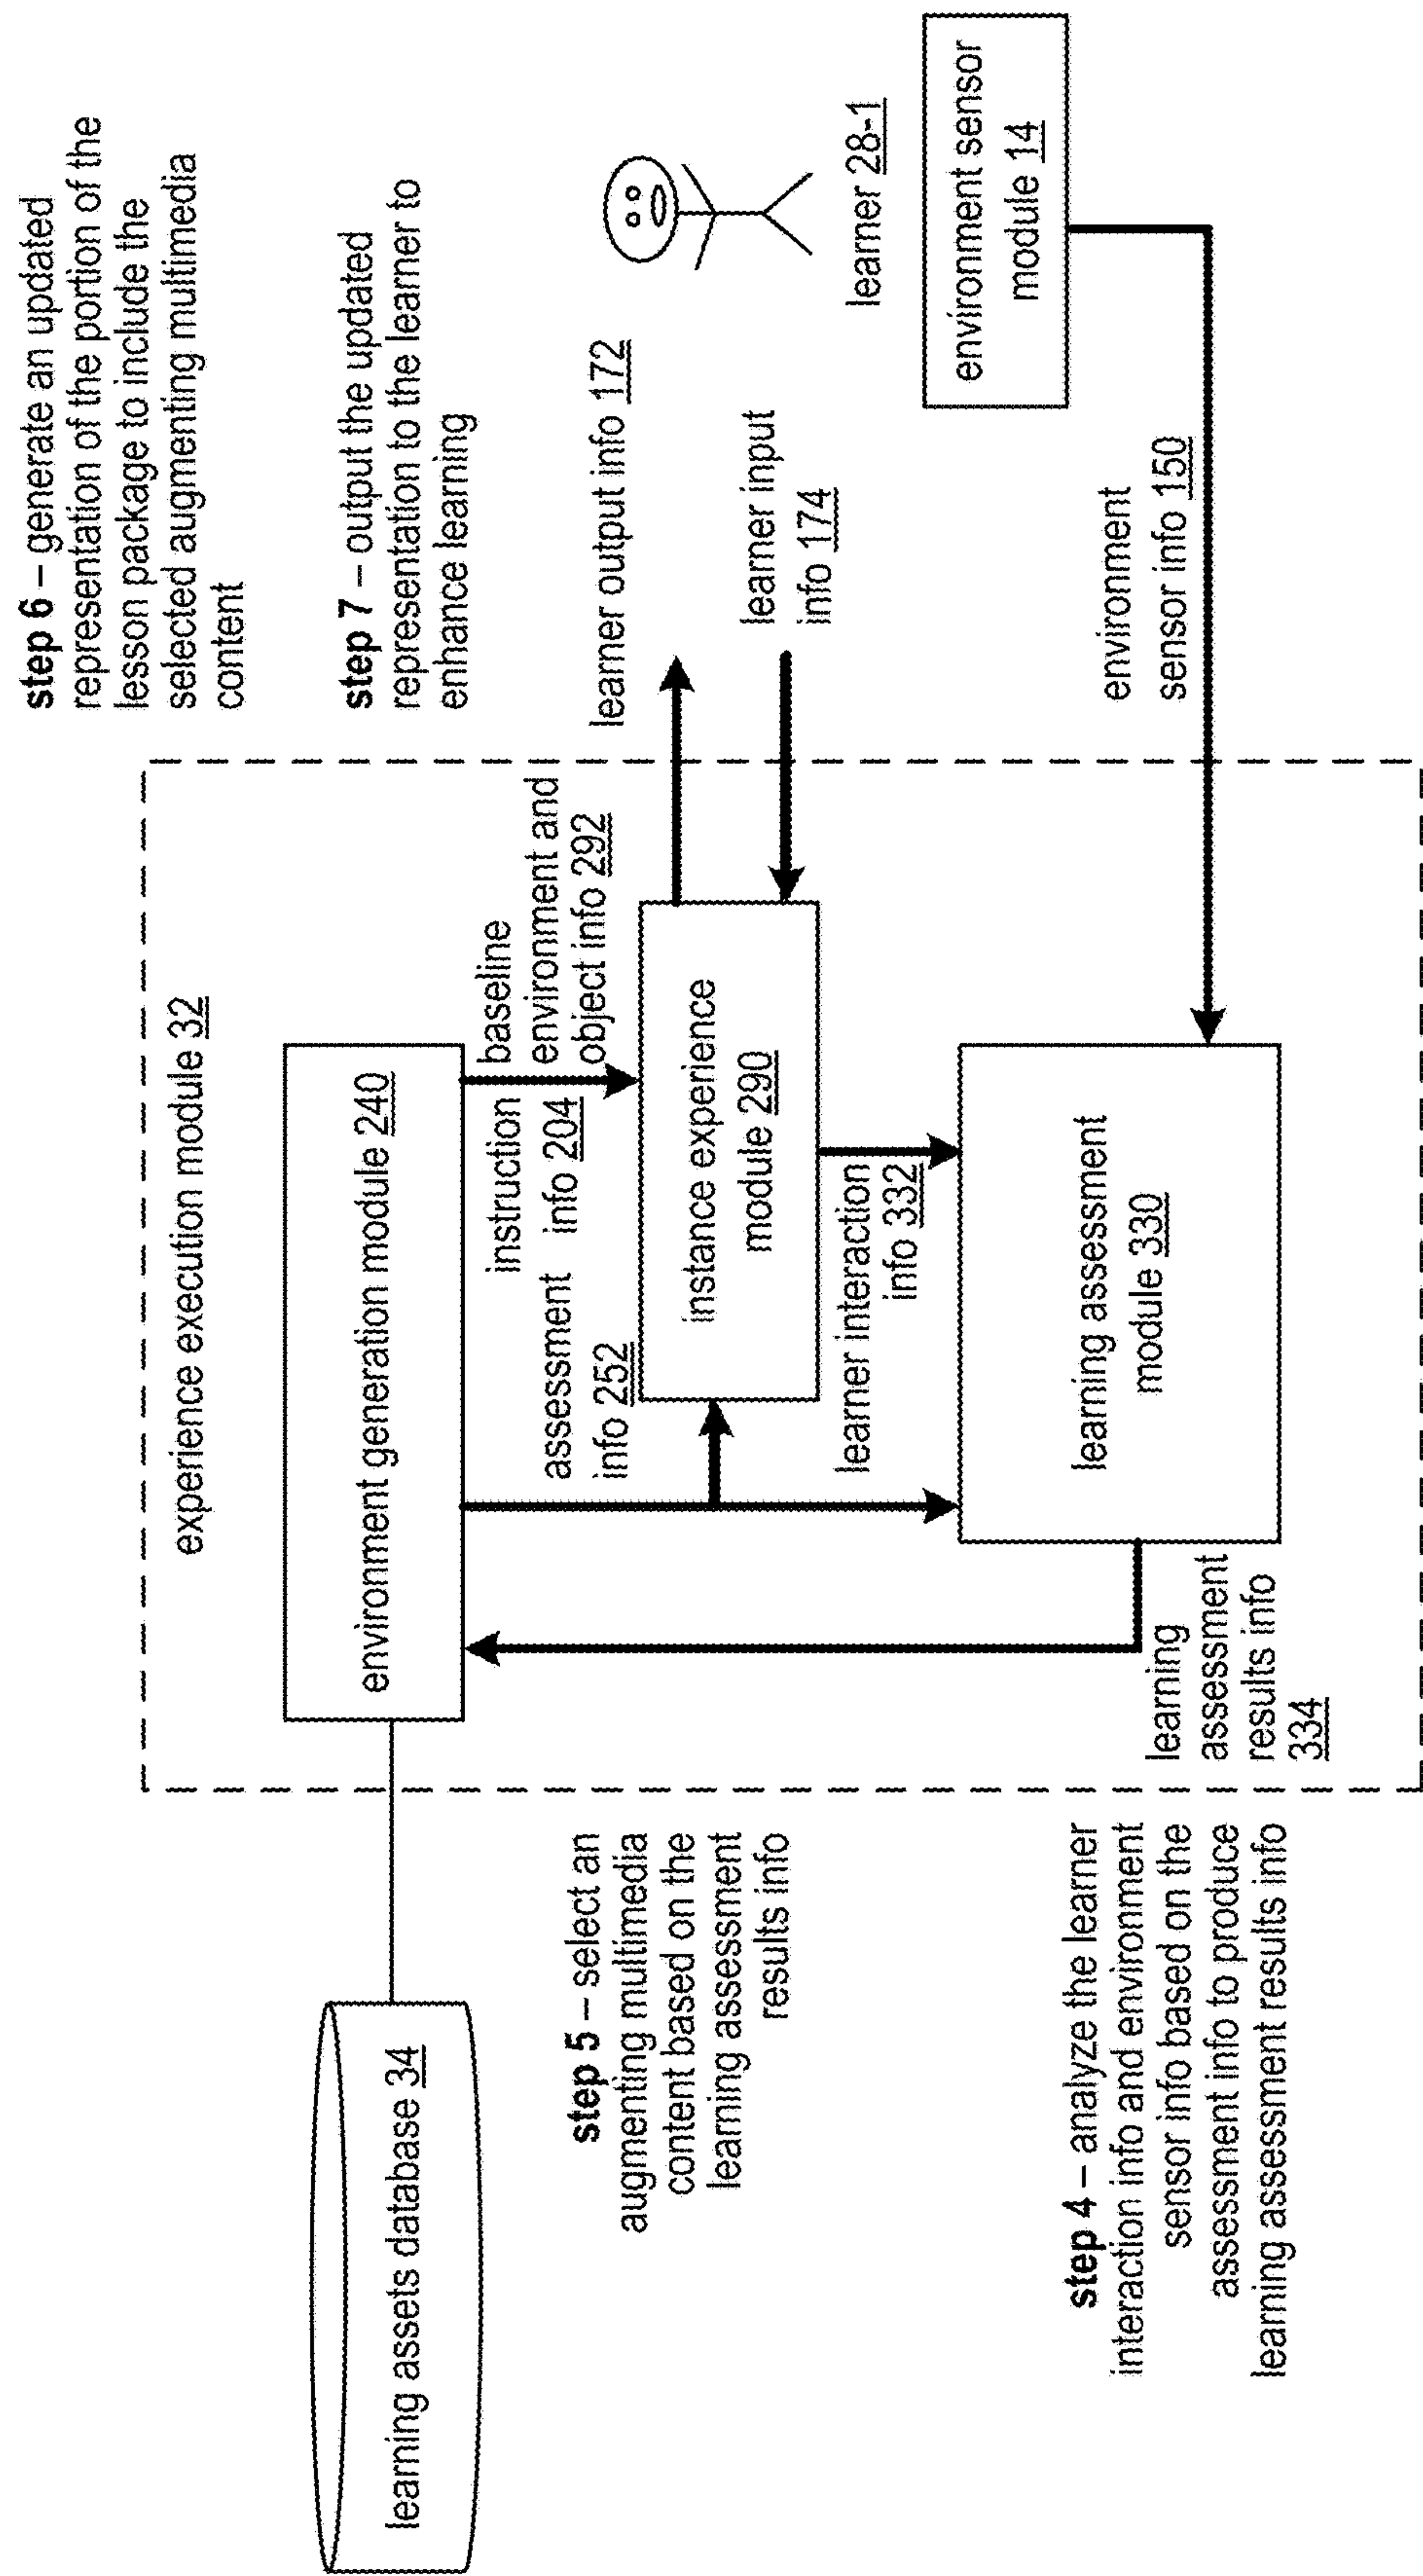 learning assets database 34
experience execution module 32
environment generation module 240
step 5 – select an
augmenting multimedia
content based on the
learning assessment
results info
assessment
info 252
instruction
info 204
baseline
environment and
object info 292
instance experience
module 290
learner interaction
info 332
learning assessment
module 330
learning
assessment
results info
334
step 4 – analyze the learner
interaction info and environment
sensor info based on the
assessment info to produce
learning assessment results info
step 6 – generate an updated
representation of the portion of the
lesson package to include the
selected augmenting multimedia
content
step 7 – output the updated
representation to the learner to
enhance learning
learner output info 172
learner input
info 174
learner 28-1
environment
sensor info 150
environment sensor
module 14